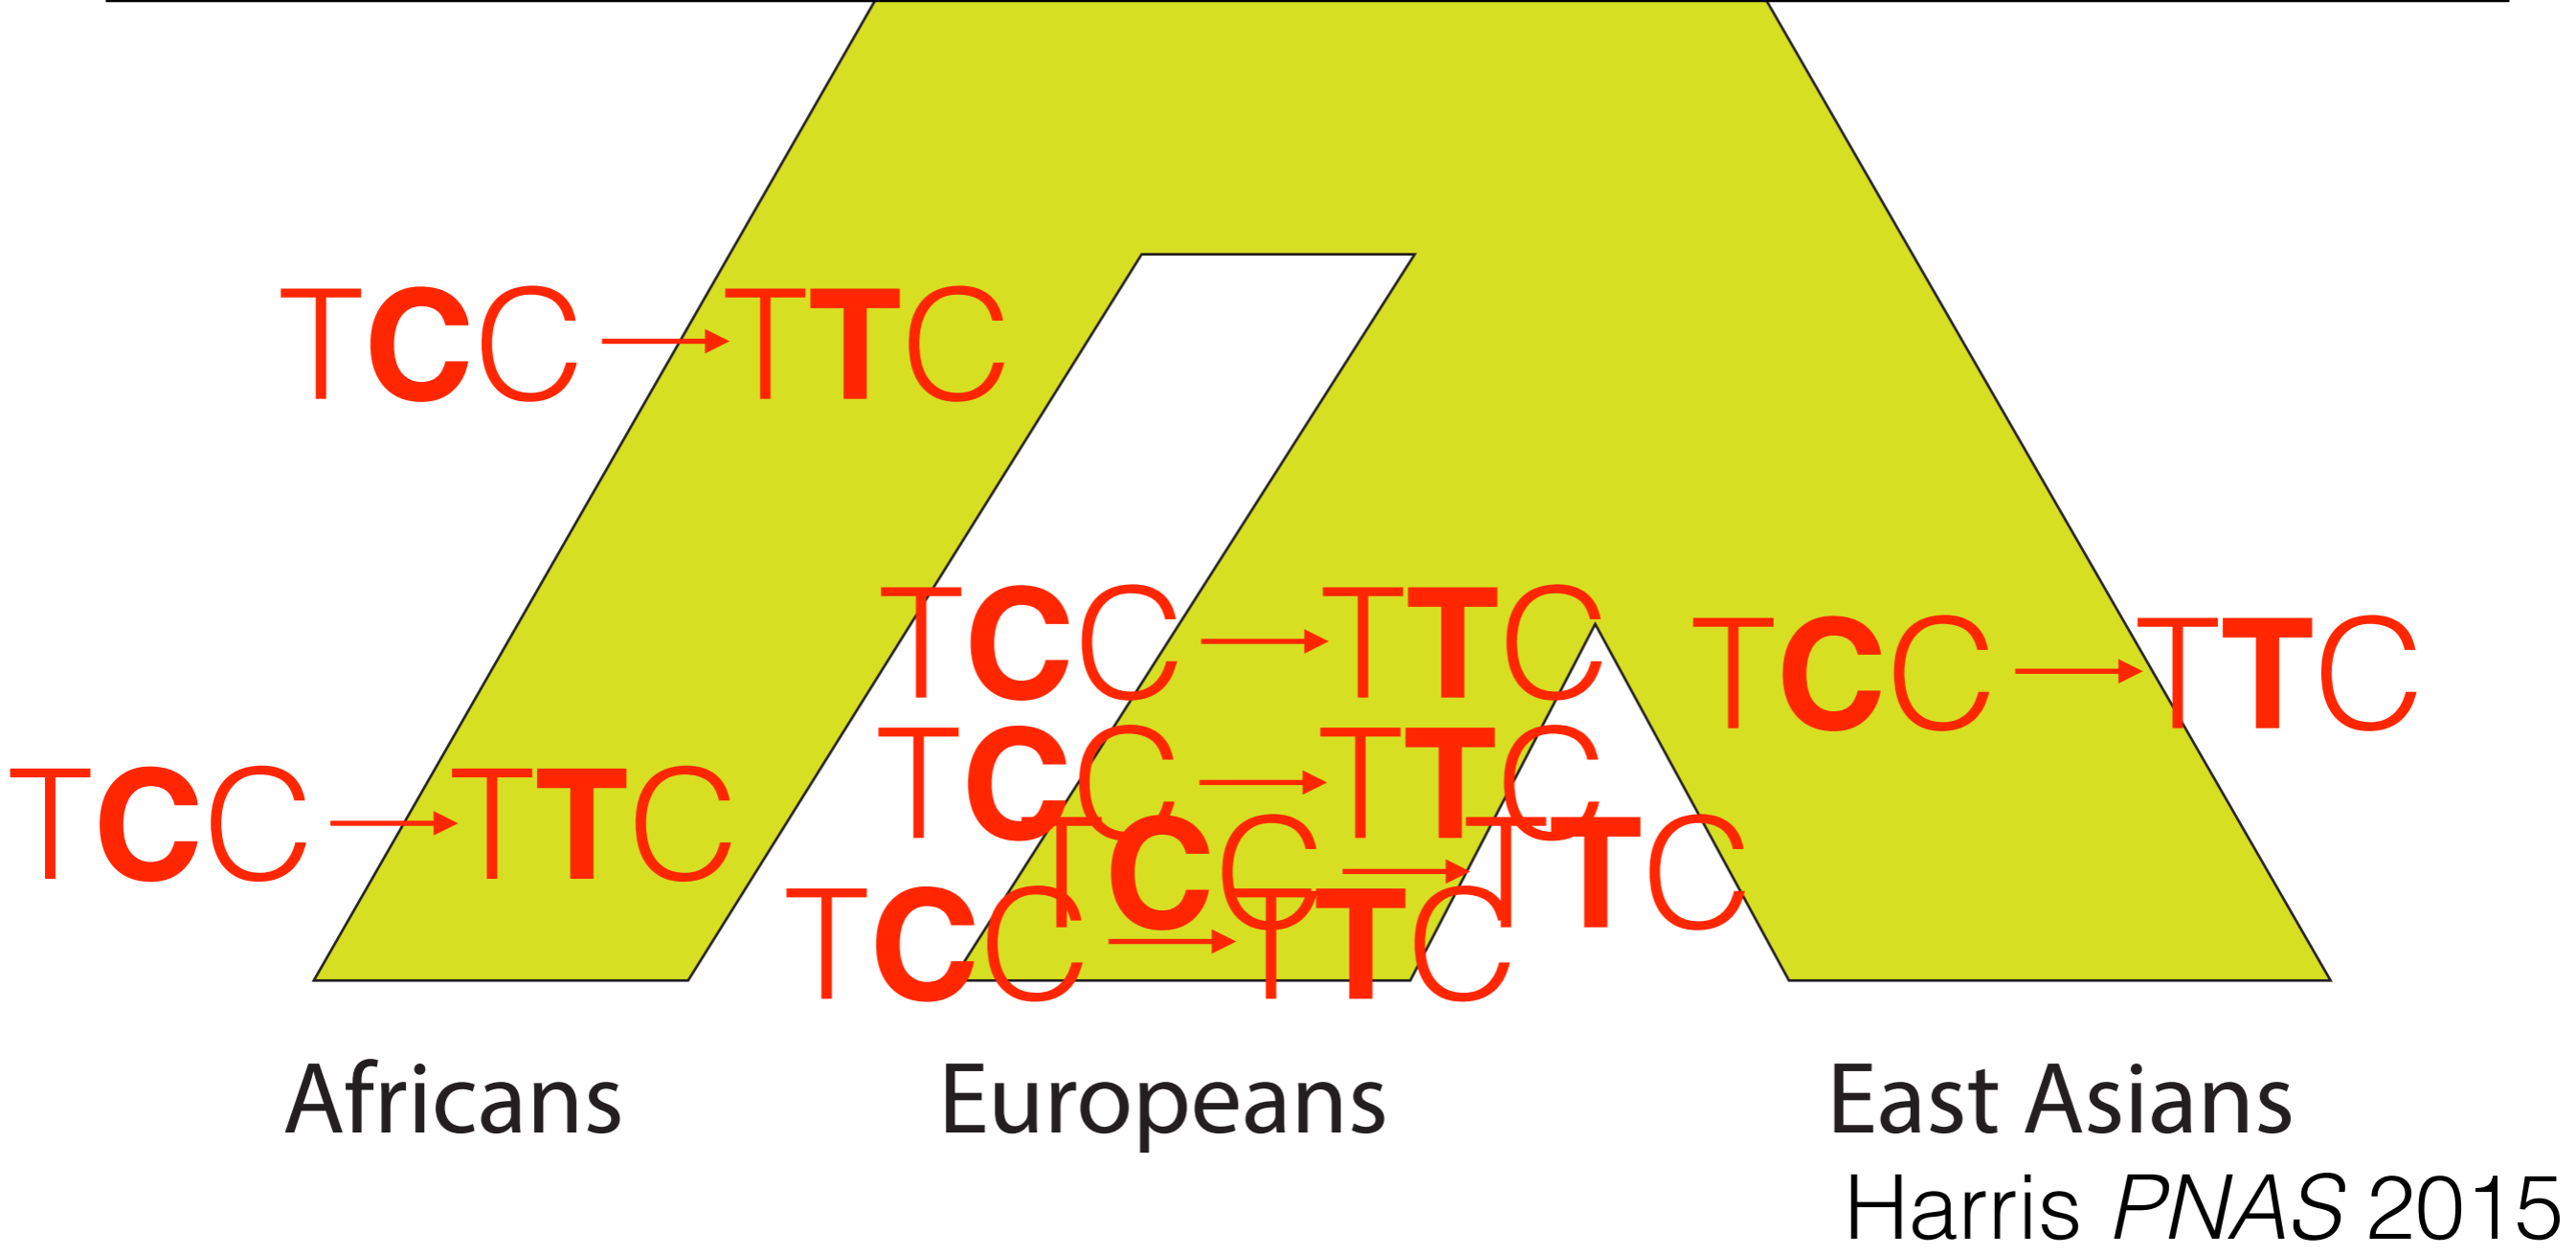 TCC → TTC
TCC → TTC
TCC → TTC
TCC → TTC
TCC → TTC
TCC → TTC
TCC → TTC
Africans
Europeans
East Asians
Harris PNAS 2015